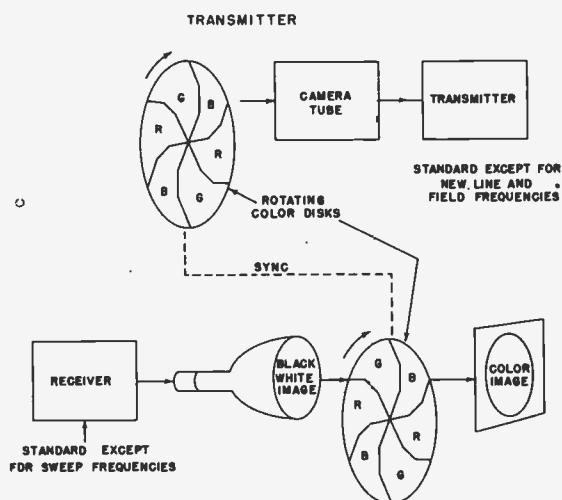 TRANSMITTER
G
B
R
R
B
G
CAMERA
TUBE
TRANSMITTER
STANDARD EXCEPT FOR
NEW LINE AND
FIELD FREQUENCIES
ROTATING
COLOR DISKS
SYNC
RECEIVER
BLACK
WHITE
IMAGE
G
B
R
R
B
G
COLOR
IMAGE
STANDARD EXCEPT
FOR SWEEP FREQUENCIES